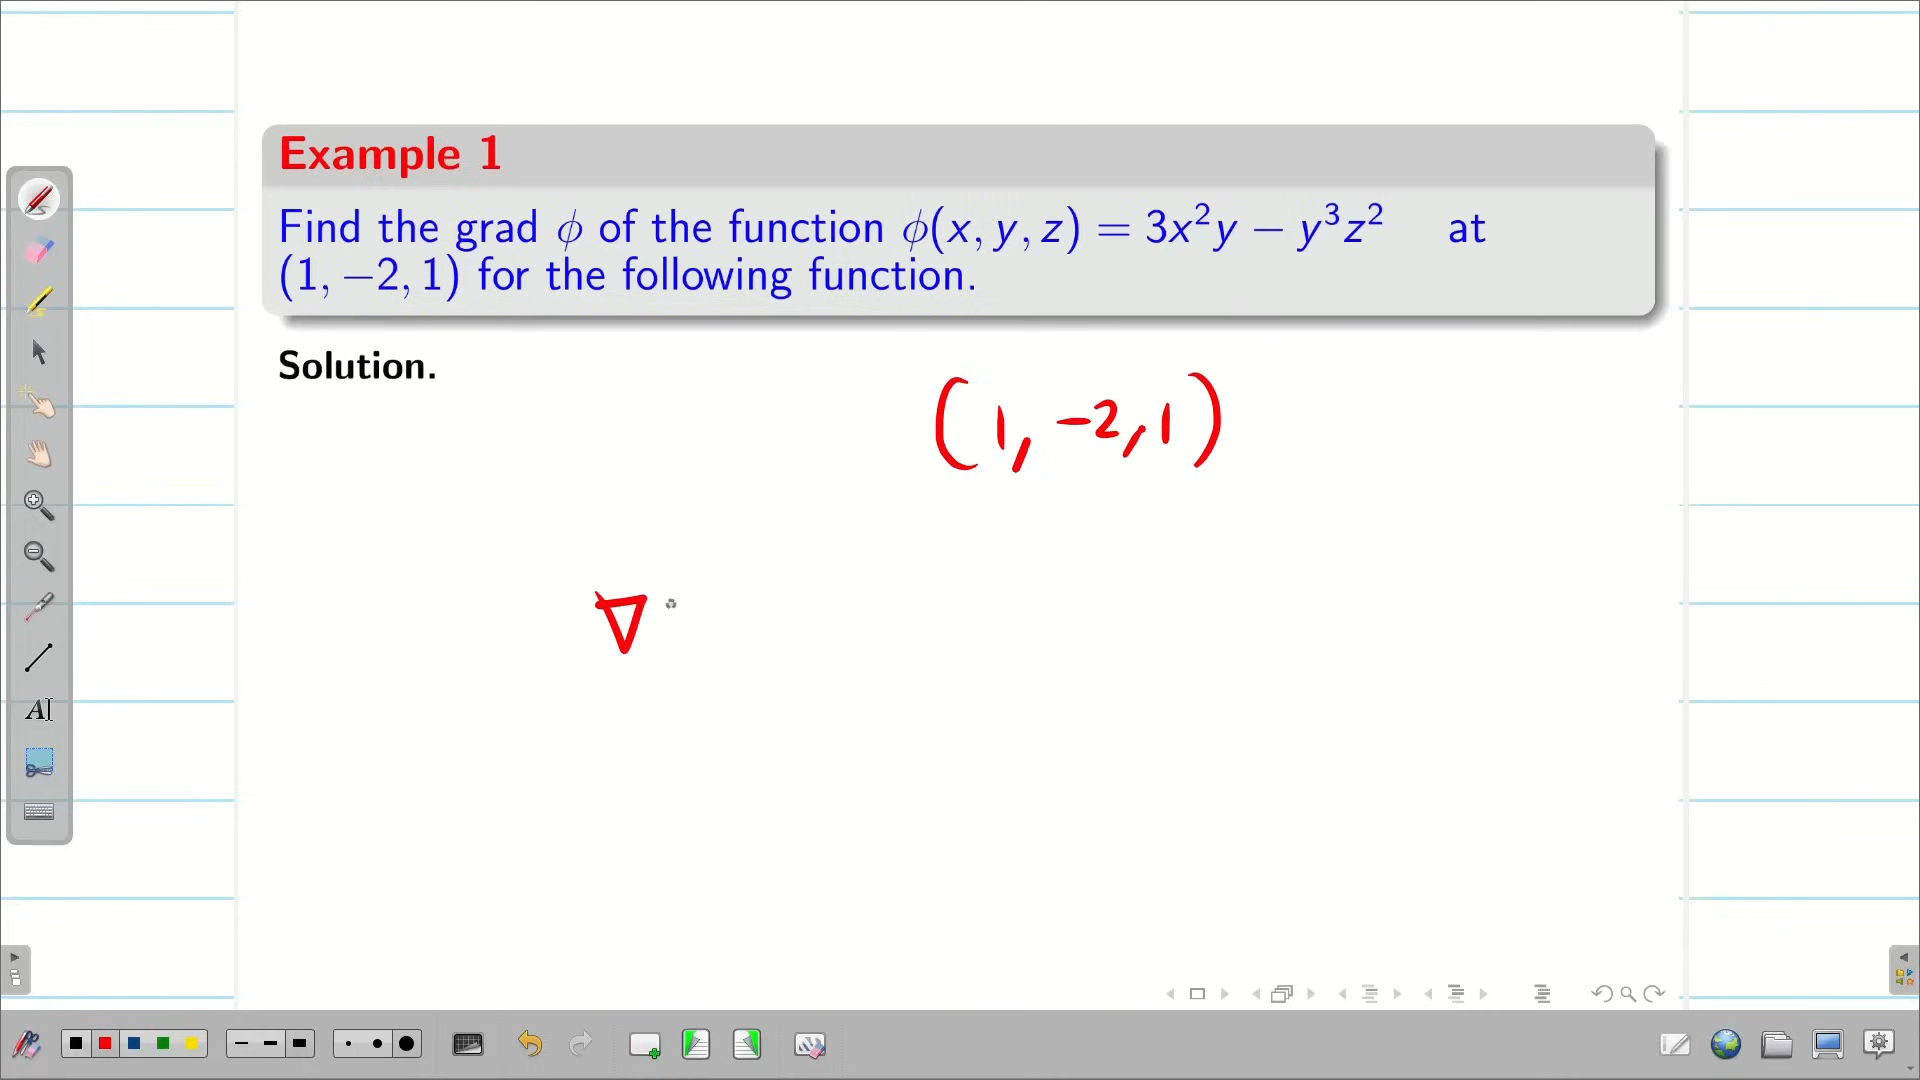 Example 1
Find the grad ϕ of the function ϕ(x, y, z) = 3x²y − y³z² at
(1, −2, 1) for the following function.
Solution.
(1, -2, 1)
∇